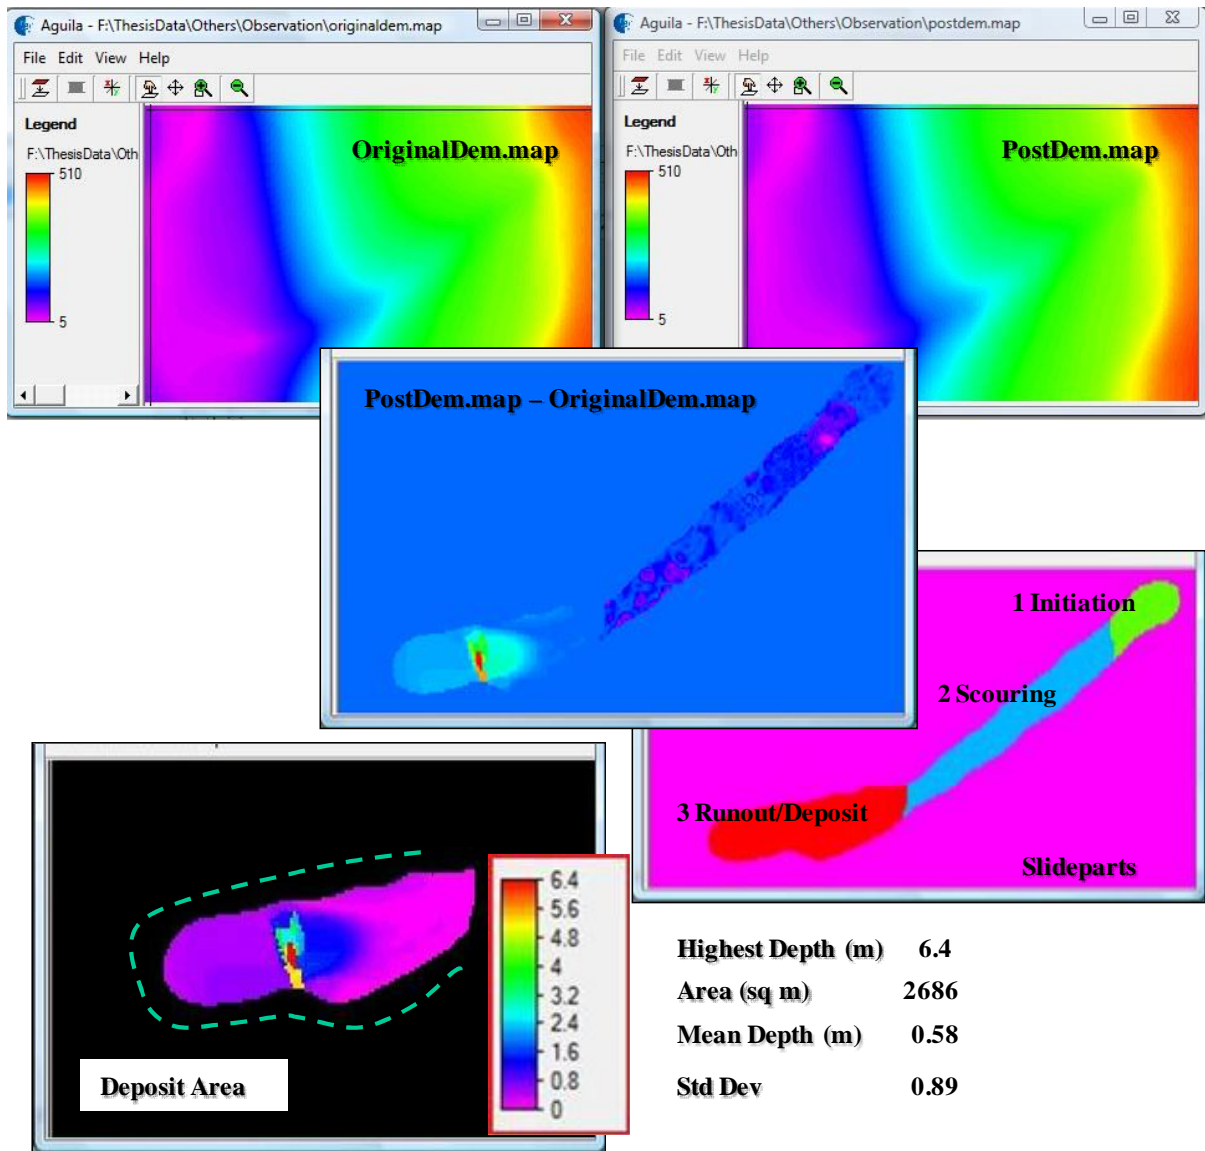 Aguila - F:\ThesisData\Others\Observation\originaldem.map
File Edit View Help
Legend
F:\ThesisData\Oth
510
5
OriginalDem.map
Aguila - F:\ThesisData\Others\Observation\postdem.map
File Edit View Help
Legend
F:\ThesisData\Oth
510
5
PostDem.map
PostDem.map – OriginalDem.map
1 Initiation
2 Scouring
3 Runout/Deposit
Slideparts
Deposit Area
6.4
5.6
4.8
4
3.2
2.4
1.6
0.8
0
Highest Depth (m) 6.4
Area (sq m) 2686
Mean Depth (m) 0.58
Std Dev 0.89